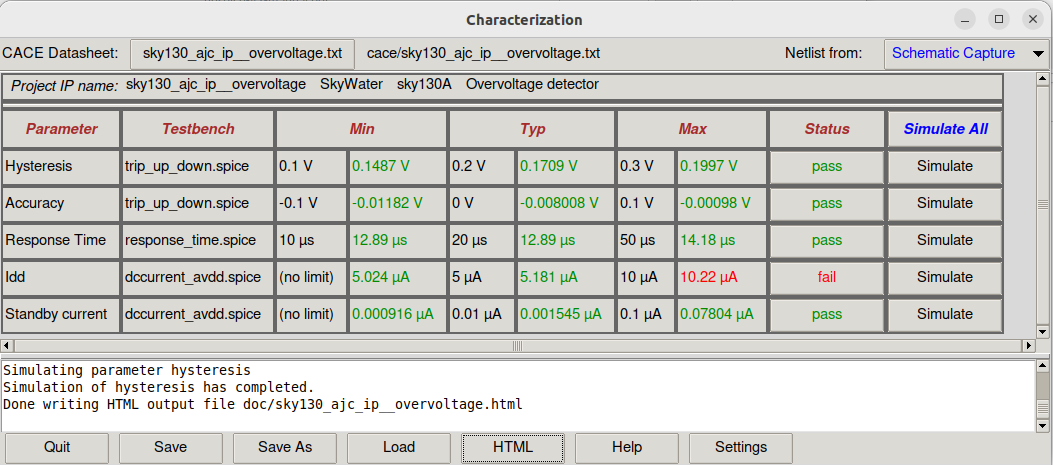 Characterization
CACE Datasheet: sky130_ajc_ip__overvoltage.txt cace/sky130_ajc_ip__overvoltage.txt Netlist from: Schematic Capture
Project IP name: sky130_ajc_ip__overvoltage SkyWater sky130A Overvoltage detector
Parameter Testbench Min Typ Max Status Simulate All
Hysteresis trip_up_down.spice 0.1 V 0.1487 V 0.2 V 0.1709 V 0.3 V 0.1997 V pass Simulate
Accuracy trip_up_down.spice -0.1 V -0.01182 V 0 V -0.008008 V 0.1 V -0.00098 V pass Simulate
Response Time response_time.spice 10 µs 12.89 µs 20 µs 12.89 µs 50 µs 14.18 µs pass Simulate
Idd dccurrent_avdd.spice (no limit) 5.024 µA 5 µA 5.181 µA 10 µA 10.22 µA fail Simulate
Standby current dccurrent_avdd.spice (no limit) 0.000916 µA 0.01 µA 0.001545 µA 0.1 µA 0.07804 µA pass Simulate
Simulating parameter hysteresis
Simulation of hysteresis has completed.
Done writing HTML output file doc/sky130_ajc_ip__overvoltage.html
Quit Save Save As Load HTML Help Settings